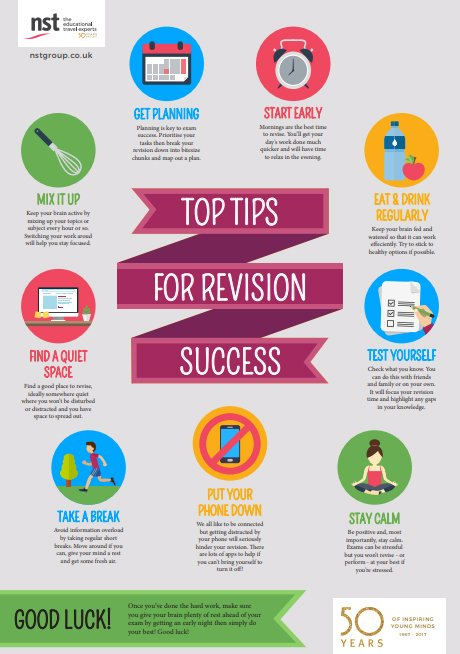 nst
the
educational
travel experts
nstgroup.co.uk
GET PLANNING
Planning is key to exam
success. Prioritise your
tasks then break your
revision down into bitesize
chunks and map out a plan.
START EARLY
Mornings are the best time
to revise. You'll get your
day's work done much
quicker and will have time
to relax in the evening.
MIX IT UP
Keep your brain active by
mixing up your topics or
subject every hour or so.
Switching your work aroud
will help you stay focused.
EAT & DRINK
REGULARLY
Keep your brain fed and
watered so that it can work
effeciently. Try to stick to
healthy options if possible.
TOP TIPS
FOR REVISION
SUCCESS
FIND A QUIET
SPACE
Find a good place to revise,
ideally somewhere quiet
where you won't be disturbed
or distracted and you have
space to spread out.
TEST YOURSELF
Check what you know. You
can do this with friends
and family or on your own.
It will focus your revision
time and highlight any gaps
in your knowledge.
TAKE A BREAK
Avoid information overload
by taking regular short
breaks. Move around if you
can, give your mind a rest
and get some fresh air.
PUT YOUR
PHONE DOWN
We all like to be connected
but getting distracted by
your phone will seriously
hinder your revision. There
are lots of apps to help if
you can't bring yourself to
turn it off!
STAY CALM
Be positive and, most
importantly, stay calm.
Exams can be stressful
but you won't revise - or
perform - at your best if
you're stressed.
GOOD LUCK!
Once you've done the hard work, make sure
you give your brain plenty of rest ahead of your
exam by getting an early night then simply do
your best! Good luck!
50
YEARS
OF INSPIRING
YOUNG MINDS
1967 - 2017